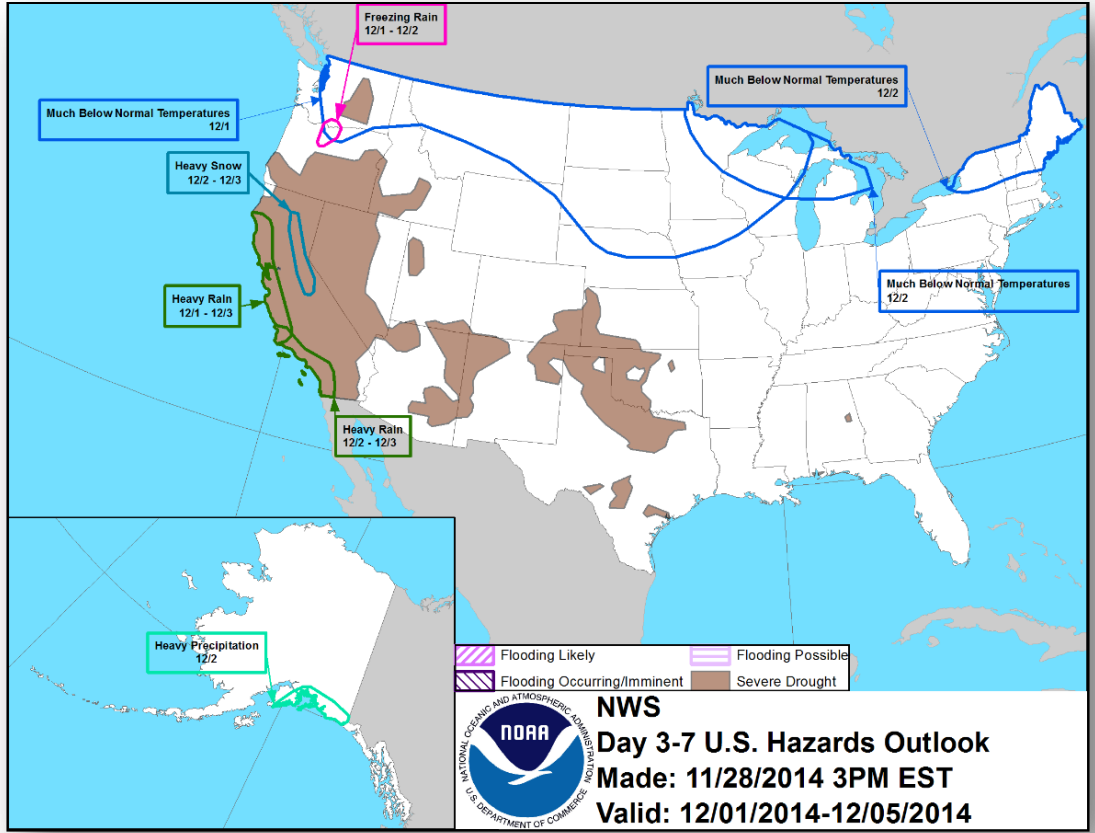 Freezing Rain
12/1 - 12/2
Much Below Normal Temperatures
12/2
Much Below Normal Temperatures
12/1
Heavy Snow
12/2 - 12/3
Heavy Rain
12/1 - 12/3
Much Below Normal Temperatures
12/2
Heavy Rain
12/2 - 12/3
Heavy Precipitation
12/2
Flooding Likely
Flooding Possible
Flooding Occurring/Imminent
Severe Drought
NATIONAL OCEANIC AND ATMOSPHERIC ADMINISTRATION
NOAA
U.S. DEPARTMENT OF COMMERCE
NWS
Day 3-7 U.S. Hazards Outlook
Made: 11/28/2014 3PM EST
Valid: 12/01/2014-12/05/2014